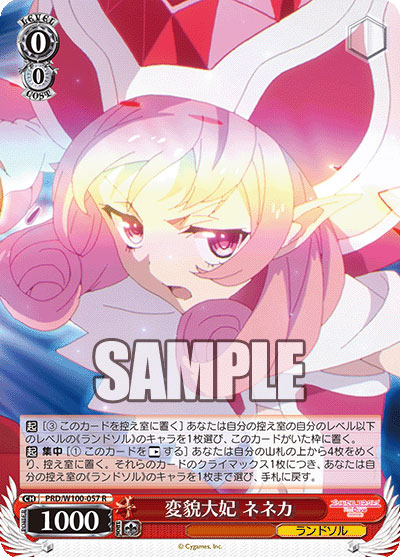 LEVEL
0
0
COST
SAMPLE
起 [③ このカードを控え室に置く] あなたは自分の控え室の自分のレベル以下
のレベルの《ランドソル》のキャラを1枚選び、このカードがいた枠に置く。
起 集中 [① このカードを する] あなたは自分の山札の上から4枚をめく
り、控え室に置く。それらのカードのクライマックス1枚につき、あなたは自分
の控え室の《ランドソル》のキャラを1枚まで選び、手札に戻す。
PRD/W100-057 R
1000
変貌大妃 ネネカ
ランドソル
© Cygames, Inc.